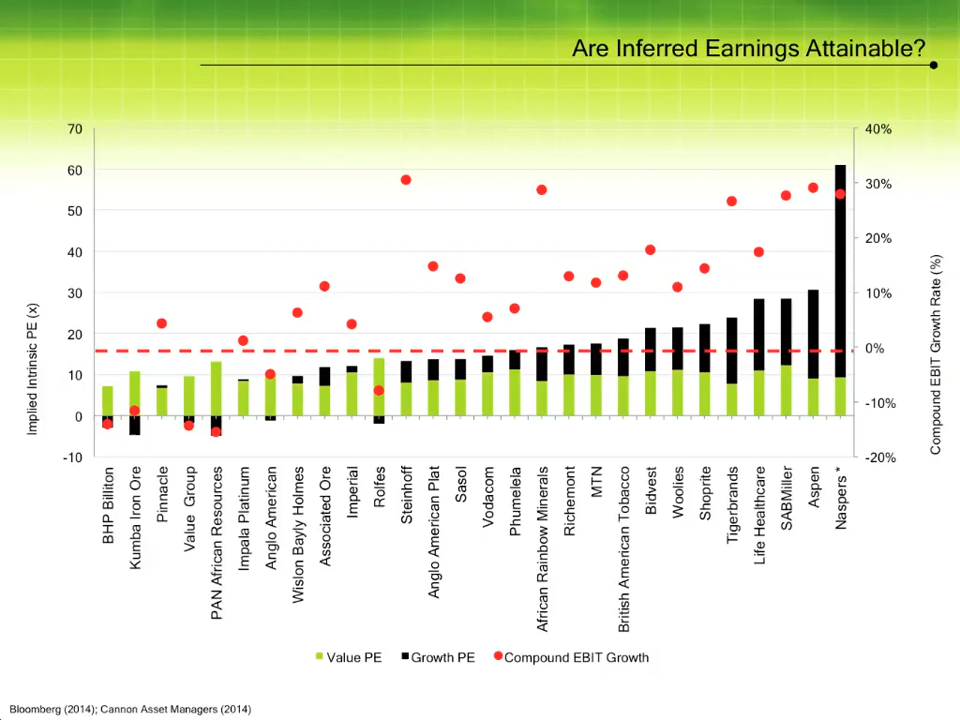 Are Inferred Earnings Attainable?
70
60
50
40
30
20
10
0
-10
40%
30%
20%
10%
0%
-10%
-20%
Implied Intrinsic PE (x)
Compound EBIT Growth Rate (%)
BHP Billiton
Kumba Iron Ore
Pinnacle
Value Group
PAN African Resources
Impala Platinum
Anglo American
Wislon Bayly Holmes
Associated Ore
Imperial
Rolfes
Steinhoff
Anglo American Plat
Sasol
Vodacom
Phumelela
African Rainbow Minerals
Richemont
MTN
British American Tobacco
Bidvest
Woolies
Shoprite
Tigerbrands
Life Healthcare
SABMiller
Aspen
Naspers *
Value PE Growth PE Compound EBIT Growth
Bloomberg (2014); Cannon Asset Managers (2014)